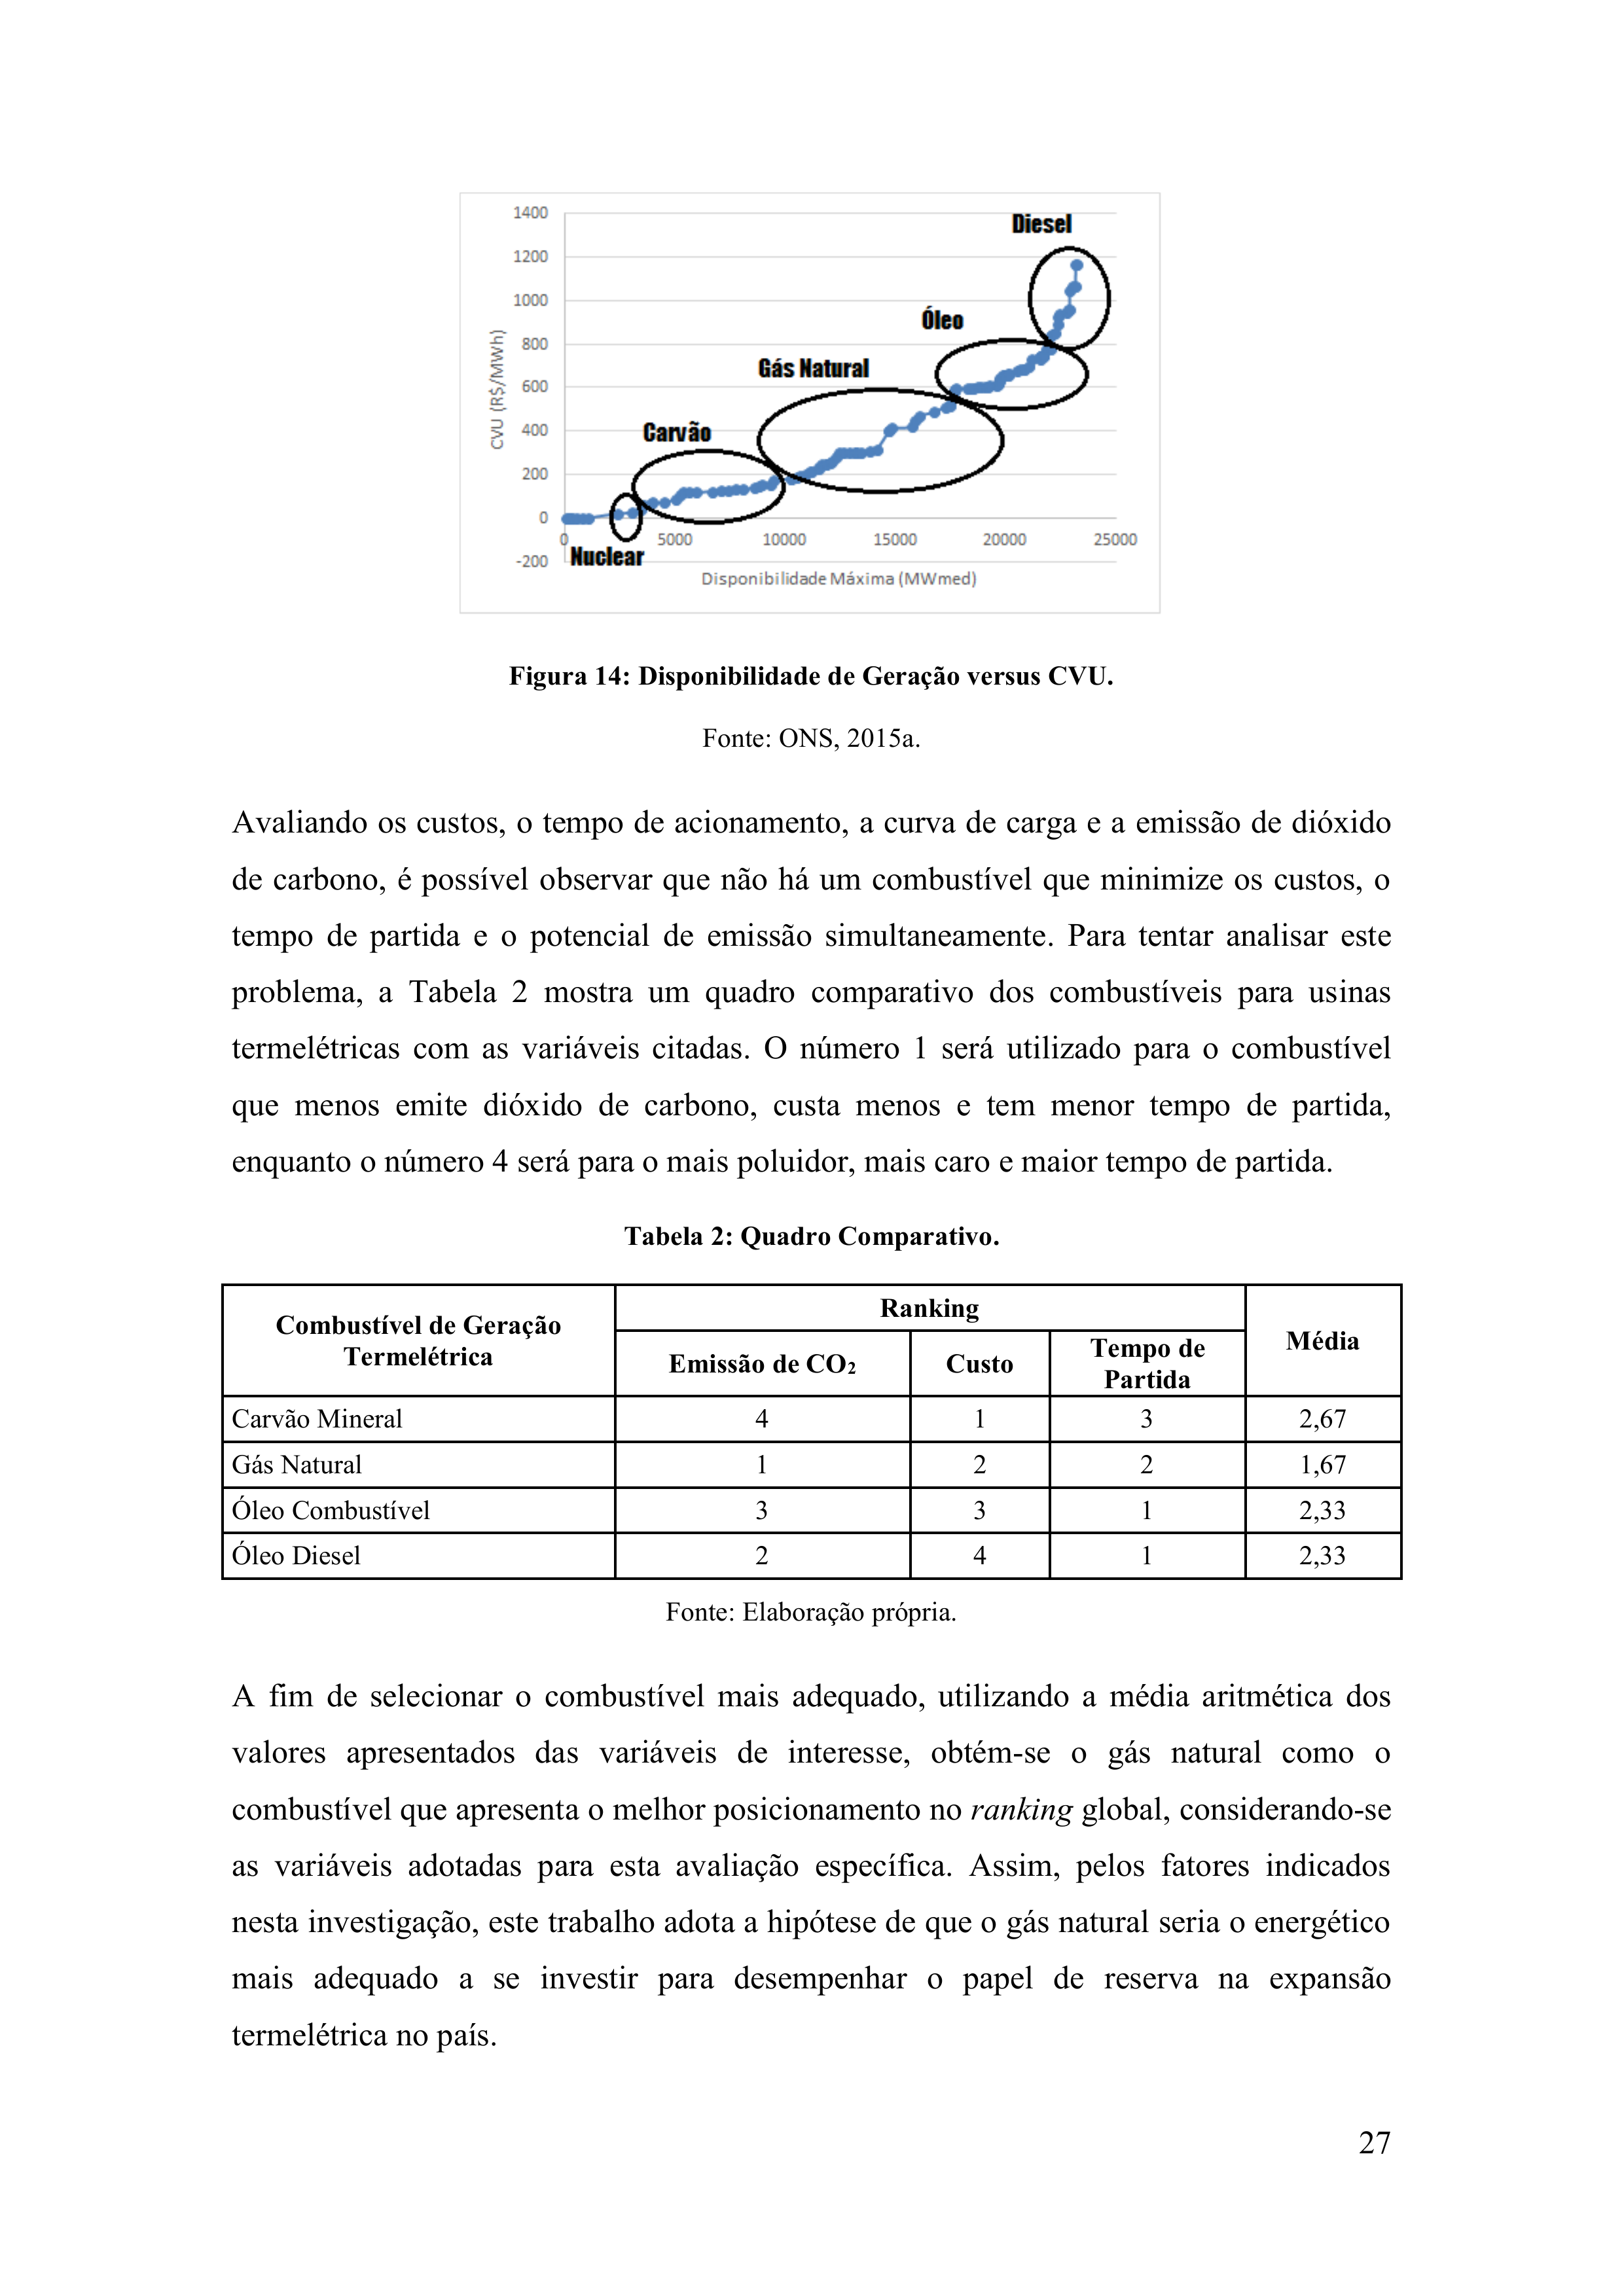 1400
1200
1000
800
600
400
200
0
-200
CVU (R$/MWh)
Diesel
Óleo
Gás Natural
Carvão
Nuclear
0 5000 10000 15000 20000 25000
Disponibilidade Máxima (MWmed)
Figura 14: Disponibilidade de Geração versus CVU.
Fonte: ONS, 2015a.
Avaliando os custos, o tempo de acionamento, a curva de carga e a emissão de dióxido
de carbono, é possível observar que não há um combustível que minimize os custos, o
tempo de partida e o potencial de emissão simultaneamente. Para tentar analisar este
problema, a Tabela 2 mostra um quadro comparativo dos combustíveis para usinas
termelétricas com as variáveis citadas. O número 1 será utilizado para o combustível
que menos emite dióxido de carbono, custa menos e tem menor tempo de partida,
enquanto o número 4 será para o mais poluidor, mais caro e maior tempo de partida.
Tabela 2: Quadro Comparativo.
Combustível de Geração
Termelétrica
Ranking
Emissão de CO₂ Custo Tempo de
Partida
Média
Carvão Mineral 4 1 3 2,67
Gás Natural 1 2 2 1,67
Óleo Combustível 3 3 1 2,33
Óleo Diesel 2 4 1 2,33
Fonte: Elaboração própria.
A fim de selecionar o combustível mais adequado, utilizando a média aritmética dos
valores apresentados das variáveis de interesse, obtém-se o gás natural como o
combustível que apresenta o melhor posicionamento no ranking global, considerando-se
as variáveis adotadas para esta avaliação específica. Assim, pelos fatores indicados
nesta investigação, este trabalho adota a hipótese de que o gás natural seria o energético
mais adequado a se investir para desempenhar o papel de reserva na expansão
termelétrica no país.
27